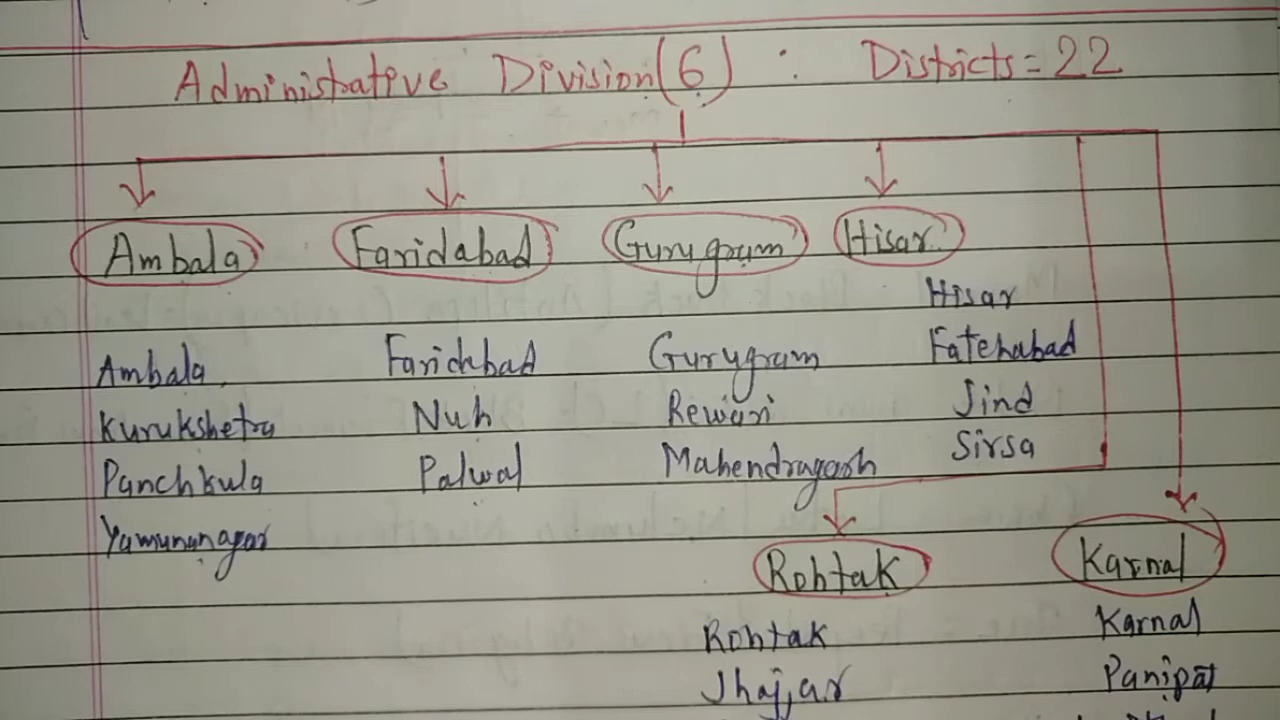 Administrative Division(6) : Districts = 22
Ambala Faridabad Gurugram Hisar
Hisar
Ambala Faridabad Gurugram Fatehabad
Kurukshetra Nuh Rewari Jind
Panchkula Palwal Mahendragarh Sirsa
Yamunanagar
Rohtak Karnal
Rohtak Karnal
Jhajjar Panipat